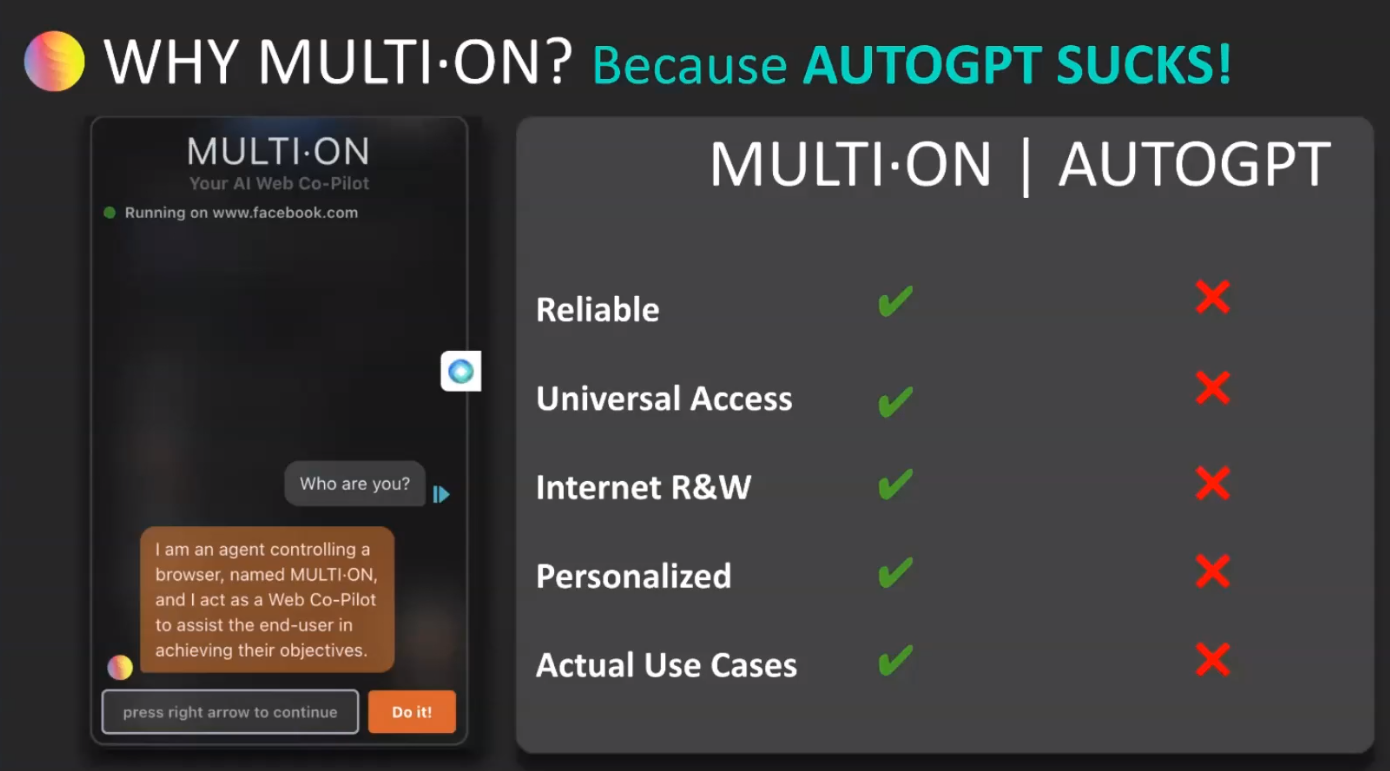 WHY MULTI·ON? Because AUTOGPT SUCKS!
MULTI·ON
Your AI Web Co-Pilot
Running on www.facebook.com
Who are you?
I am an agent controlling a
browser, named MULTI·ON,
and I act as a Web Co-Pilot
to assist the end-user in
achieving their objectives.
press right arrow to continue
Do it!
MULTI·ON | AUTOGPT
Reliable ✔ ✕
Universal Access ✔ ✕
Internet R&W ✔ ✕
Personalized ✔ ✕
Actual Use Cases ✔ ✕